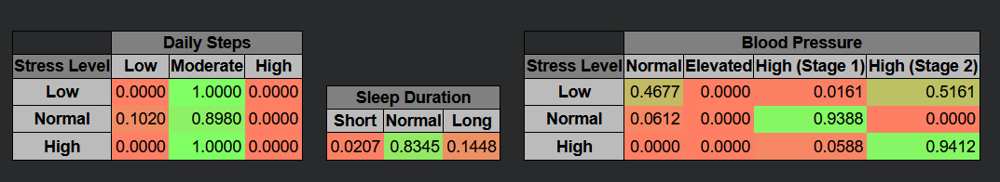 Daily Steps
Stress Level Low Moderate High
Low 0.0000 1.0000 0.0000
Normal 0.1020 0.8980 0.0000
High 0.0000 1.0000 0.0000
Sleep Duration
Short Normal Long
0.0207 0.8345 0.1448
Blood Pressure
Stress Level Normal Elevated High (Stage 1) High (Stage 2)
Low 0.4677 0.0000 0.0161 0.5161
Normal 0.0612 0.0000 0.9388 0.0000
High 0.0000 0.0000 0.0588 0.9412